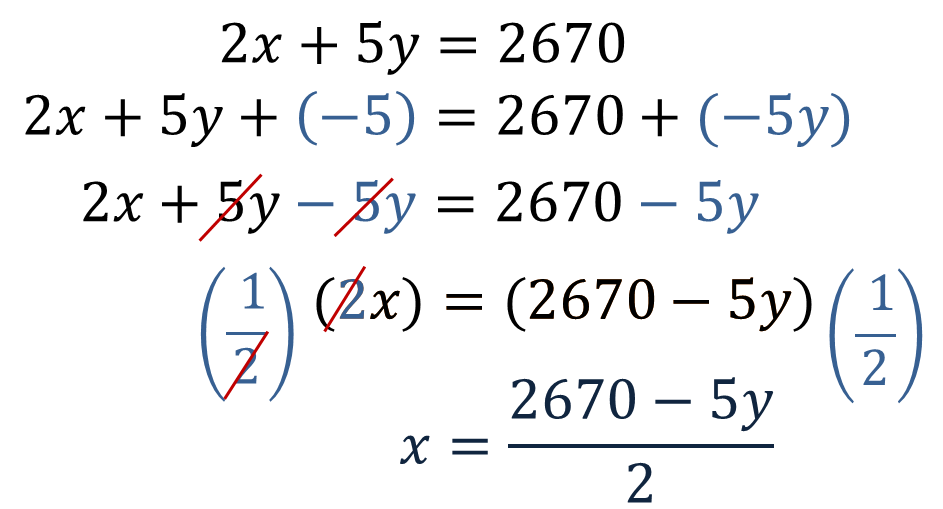 2x + 5y = 2670
2x + 5y + (−5) = 2670 + (−5y)
2x + 5y − 5y = 2670 − 5y
(1/2) (2x) = (2670 − 5y) (1/2)
x = (2670 − 5y)/2